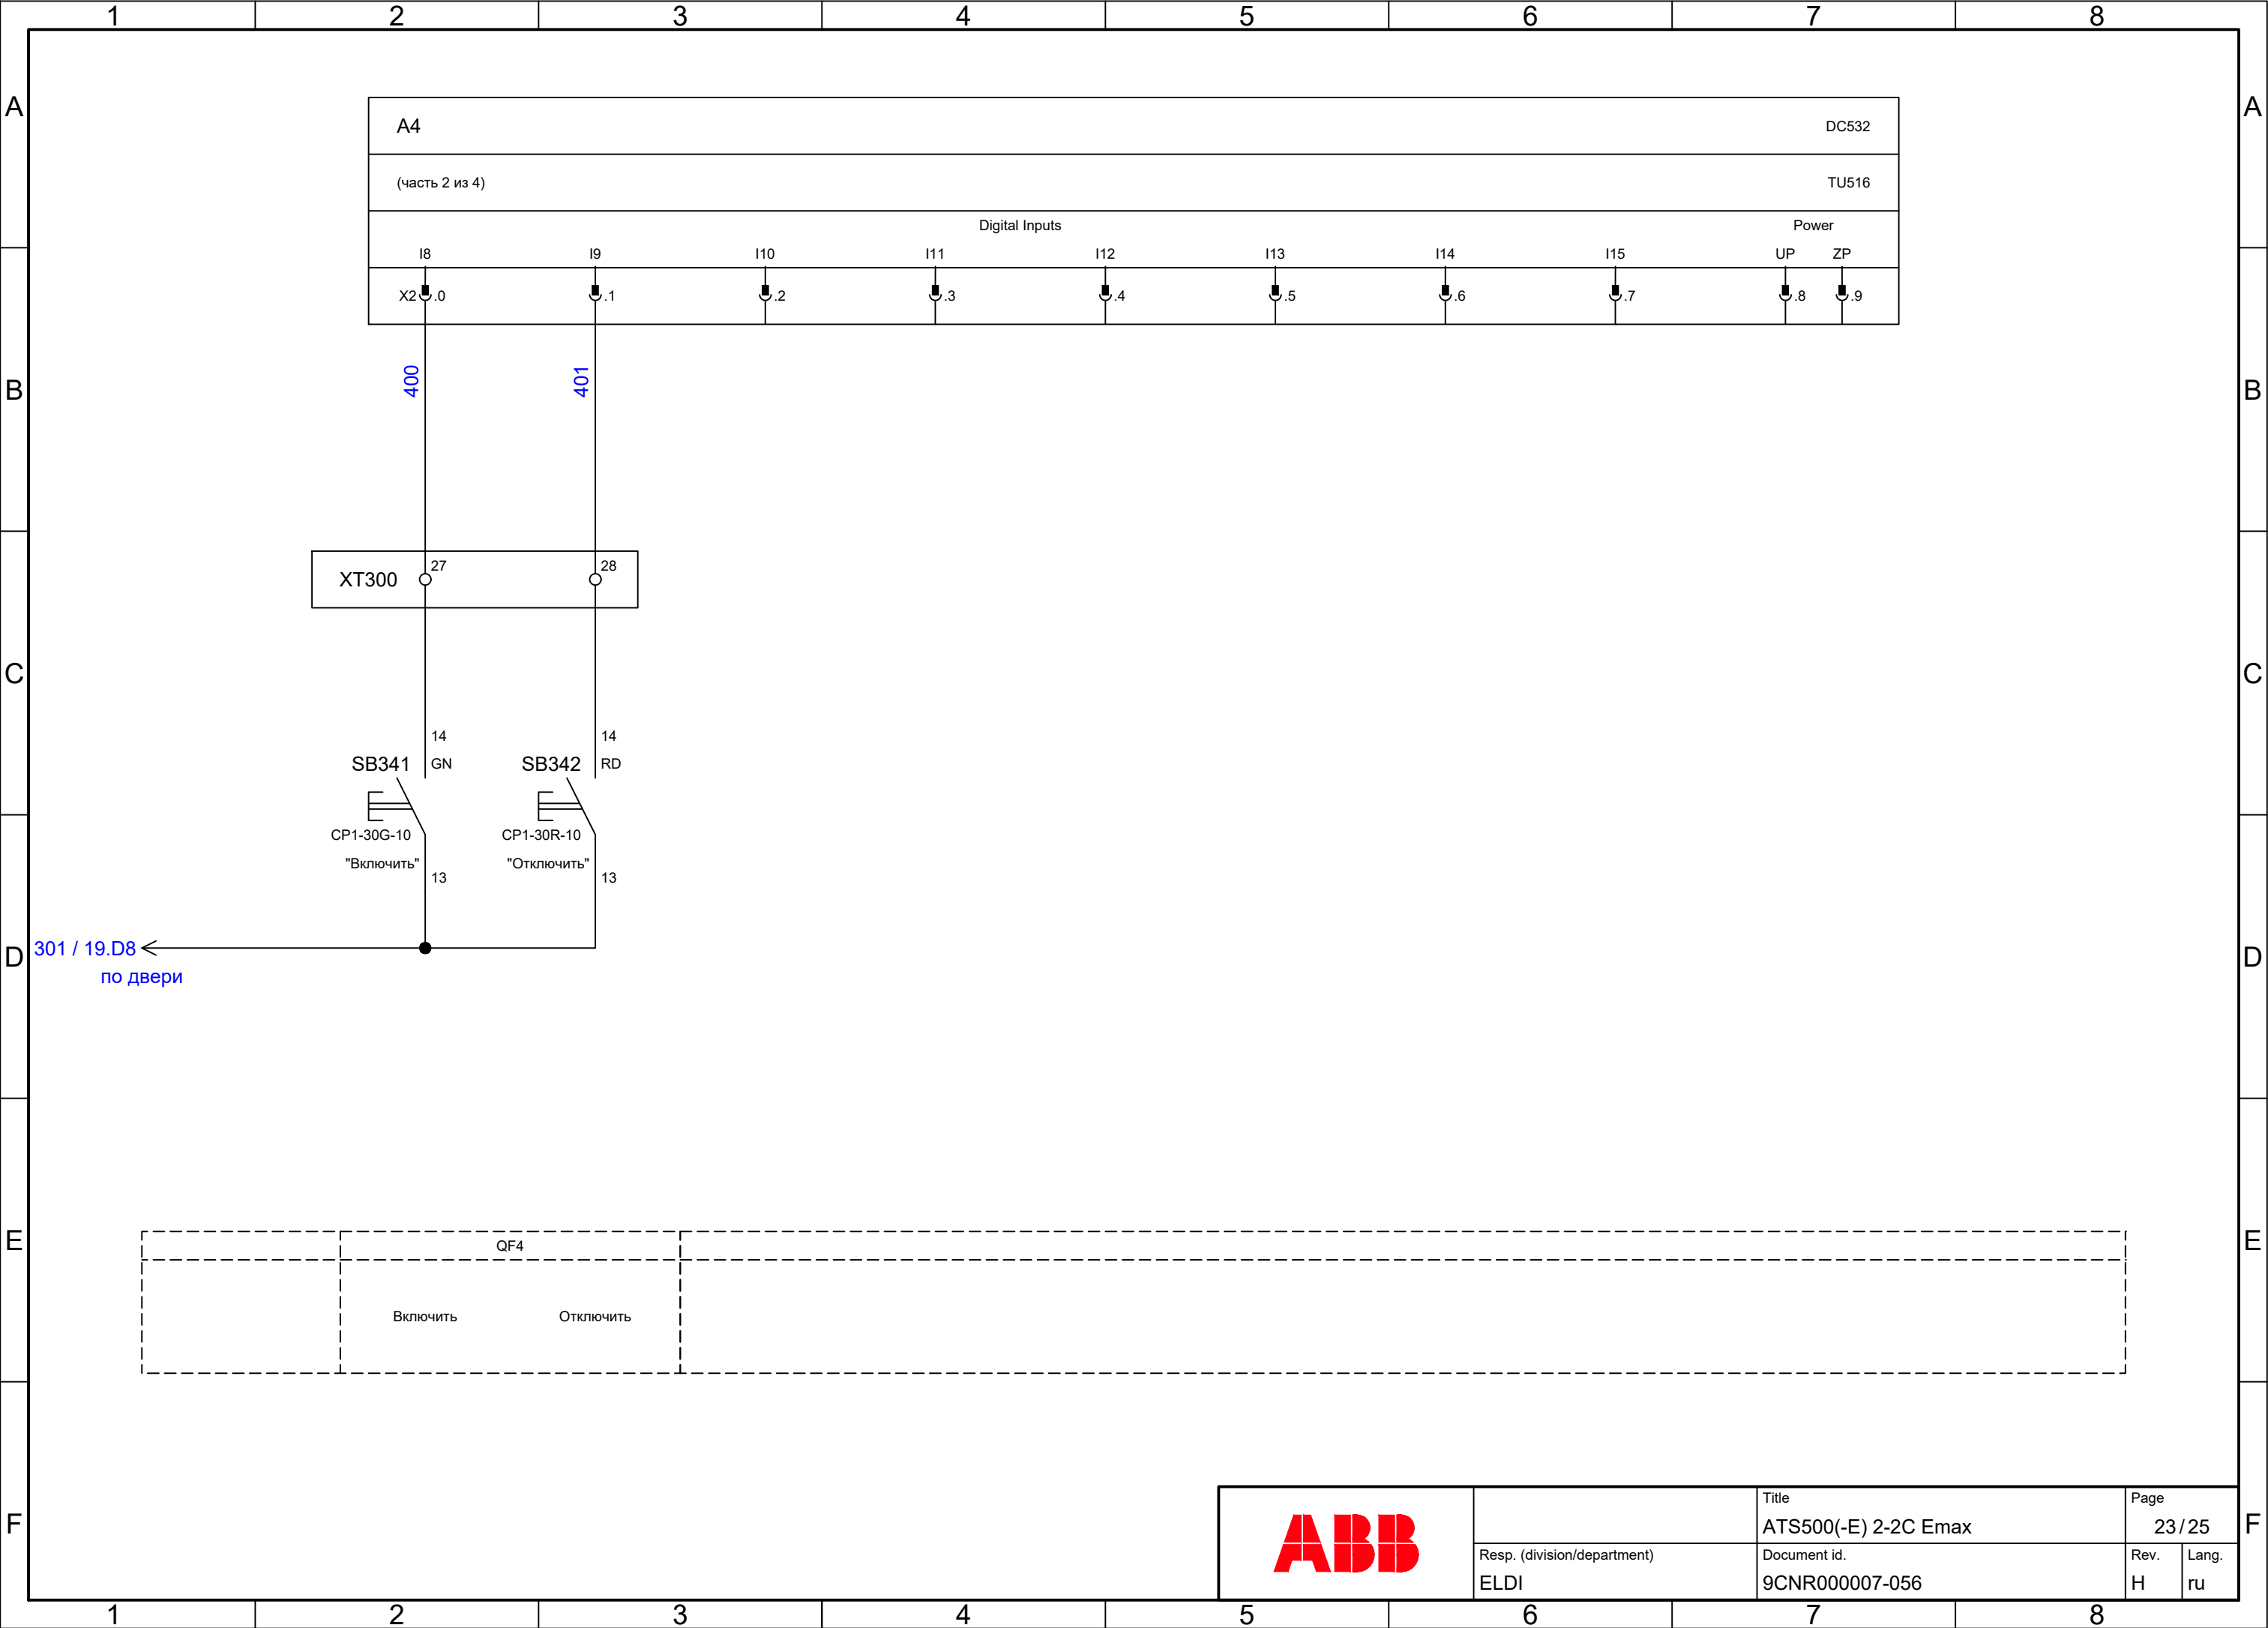 1 2 3 4 5 6 7 8
A A
A4 DC532
(часть 2 из 4) TU516
Digital Inputs Power
I8 I9 I10 I11 I12 I13 I14 I15 UP ZP
X2 .0 .1 .2 .3 .4 .5 .6 .7 .8 .9
B B
400 401
XT300 27 28
C C
14 14
SB341 GN SB342 RD
CP1-30G-10 CP1-30R-10
"Включить" "Отключить"
13 13
D D
301 / 19.D8
по двери
E E
QF4
Включить Отключить
F F
ABB
Title
ATS500(-E) 2-2C Emax
Page
23/25
Resp. (division/department)
ELDI
Document id.
9CNR000007-056
Rev.
H
Lang.
ru
1 2 3 4 5 6 7 8